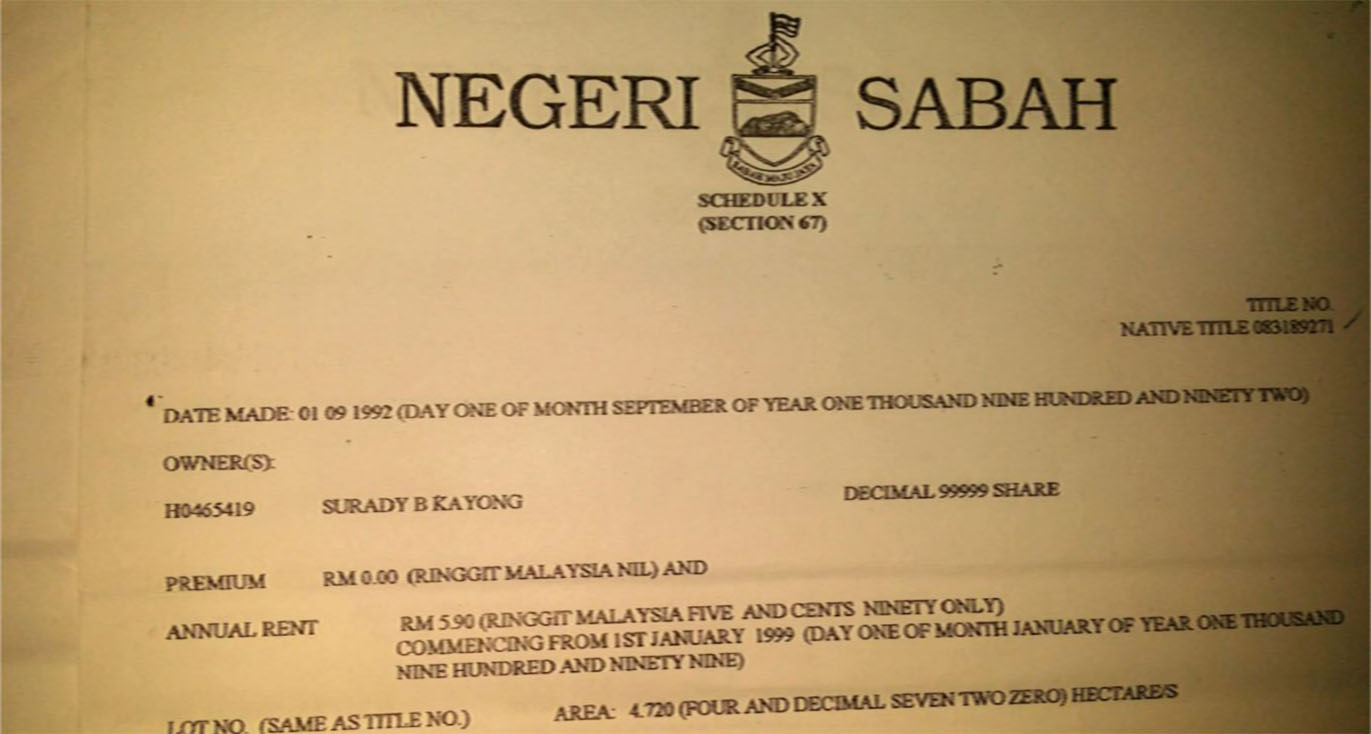 NEGERI SABAH
SABAH MAJU JAYA
SCHEDULE X
(SECTION 67)
TITLE NO.
NATIVE TITLE 083189271
DATE MADE: 01 09 1992 (DAY ONE OF MONTH SEPTEMBER OF YEAR ONE THOUSAND NINE HUNDRED AND NINETY TWO)
OWNER(S):
H0465419 SURADY B KAYONG DECIMAL 99999 SHARE
PREMIUM RM 0.00 (RINGGIT MALAYSIA NIL) AND
ANNUAL RENT RM 5.90 (RINGGIT MALAYSIA FIVE AND CENTS NINETY ONLY)
COMMENCING FROM 1ST JANUARY 1999 (DAY ONE OF MONTH JANUARY OF YEAR ONE THOUSAND
NINE HUNDRED AND NINETY NINE)
LOT NO. (SAME AS TITLE NO.) AREA: 4.720 (FOUR AND DECIMAL SEVEN TWO ZERO) HECTARE/S